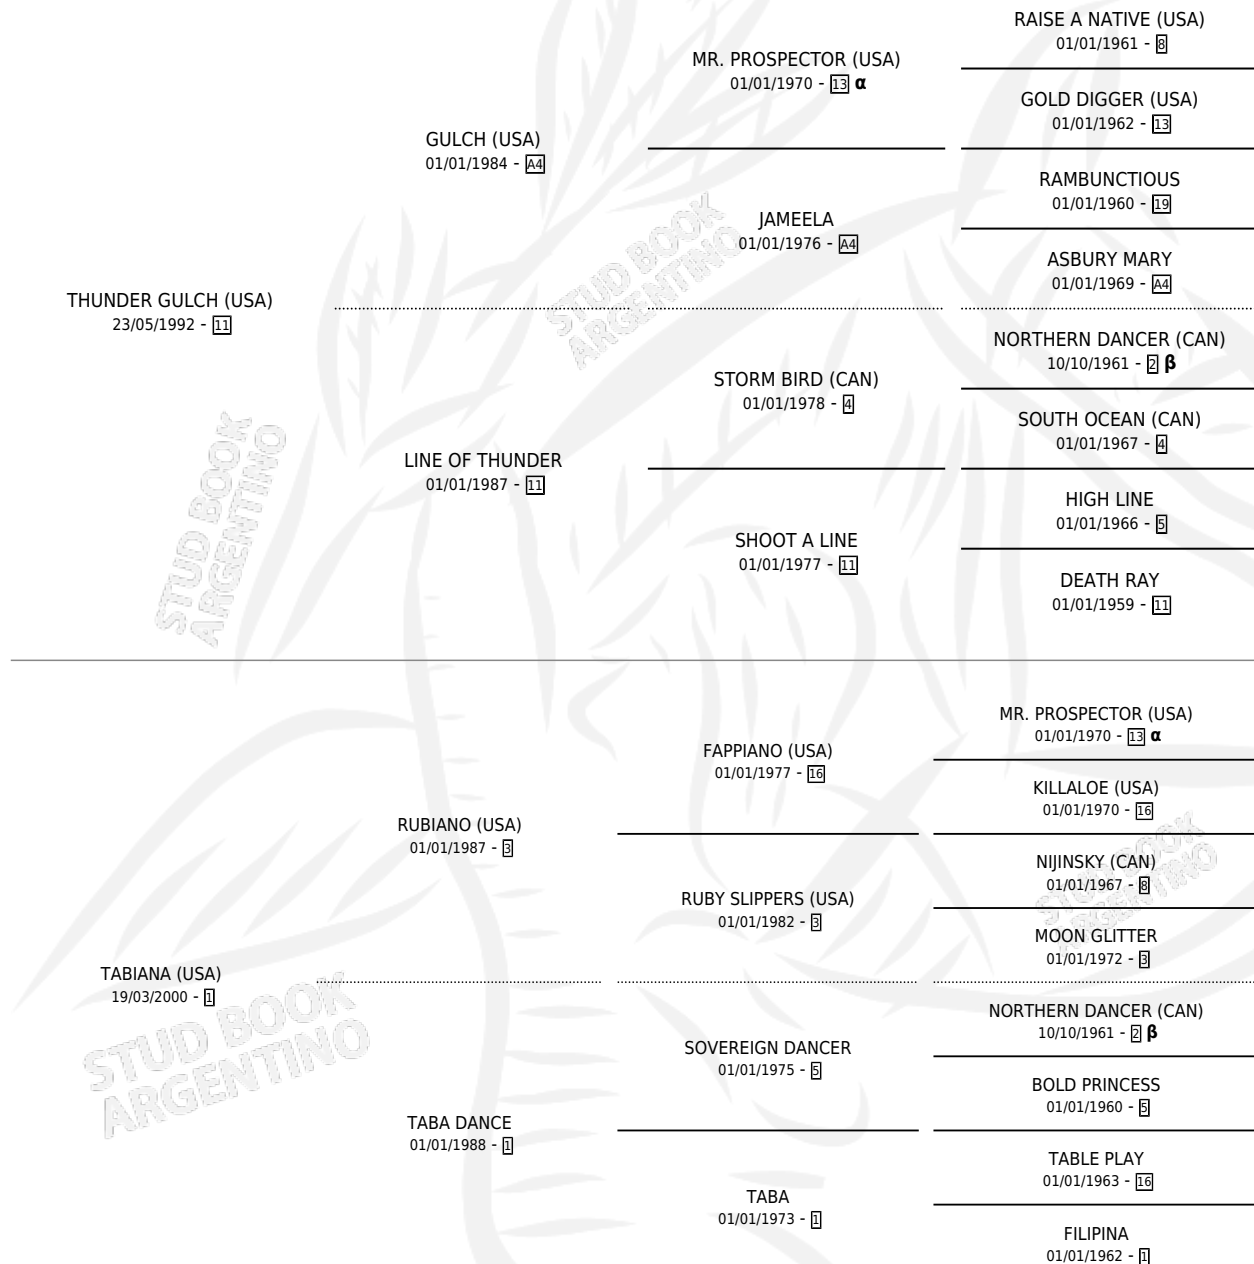 THUNDER GULCH (USA)
23/05/1992 - 11
GULCH (USA)
01/01/1984 - A4
MR. PROSPECTOR (USA)
01/01/1970 - 13 α
RAISE A NATIVE (USA)
01/01/1961 - 8
GOLD DIGGER (USA)
01/01/1962 - 13
JAMEELA
01/01/1976 - A4
RAMBUNCTIOUS
01/01/1960 - 19
ASBURY MARY
01/01/1969 - A4
LINE OF THUNDER
01/01/1987 - 11
STORM BIRD (CAN)
01/01/1978 - 4
NORTHERN DANCER (CAN)
10/10/1961 - 2 β
SOUTH OCEAN (CAN)
01/01/1967 - 4
SHOOT A LINE
01/01/1977 - 11
HIGH LINE
01/01/1966 - 5
DEATH RAY
01/01/1959 - 11
TABIANA (USA)
19/03/2000 - 1
RUBIANO (USA)
01/01/1987 - 3
FAPPIANO (USA)
01/01/1977 - 16
MR. PROSPECTOR (USA)
01/01/1970 - 13 α
KILLALOE (USA)
01/01/1970 - 16
RUBY SLIPPERS (USA)
01/01/1982 - 3
NIJINSKY (CAN)
01/01/1967 - 8
MOON GLITTER
01/01/1972 - 3
TABA DANCE
01/01/1988 - 1
SOVEREIGN DANCER
01/01/1975 - 5
NORTHERN DANCER (CAN)
10/10/1961 - 2 β
BOLD PRINCESS
01/01/1960 - 5
TABA
01/01/1973 - 1
TABLE PLAY
01/01/1963 - 16
FILIPINA
01/01/1962 - 1
STUD BOOK
ARGENTINO
STUD BOOK
ARGENTINO
STUD BOOK
ARGENTINO
STUD BOOK
ARGENTINO